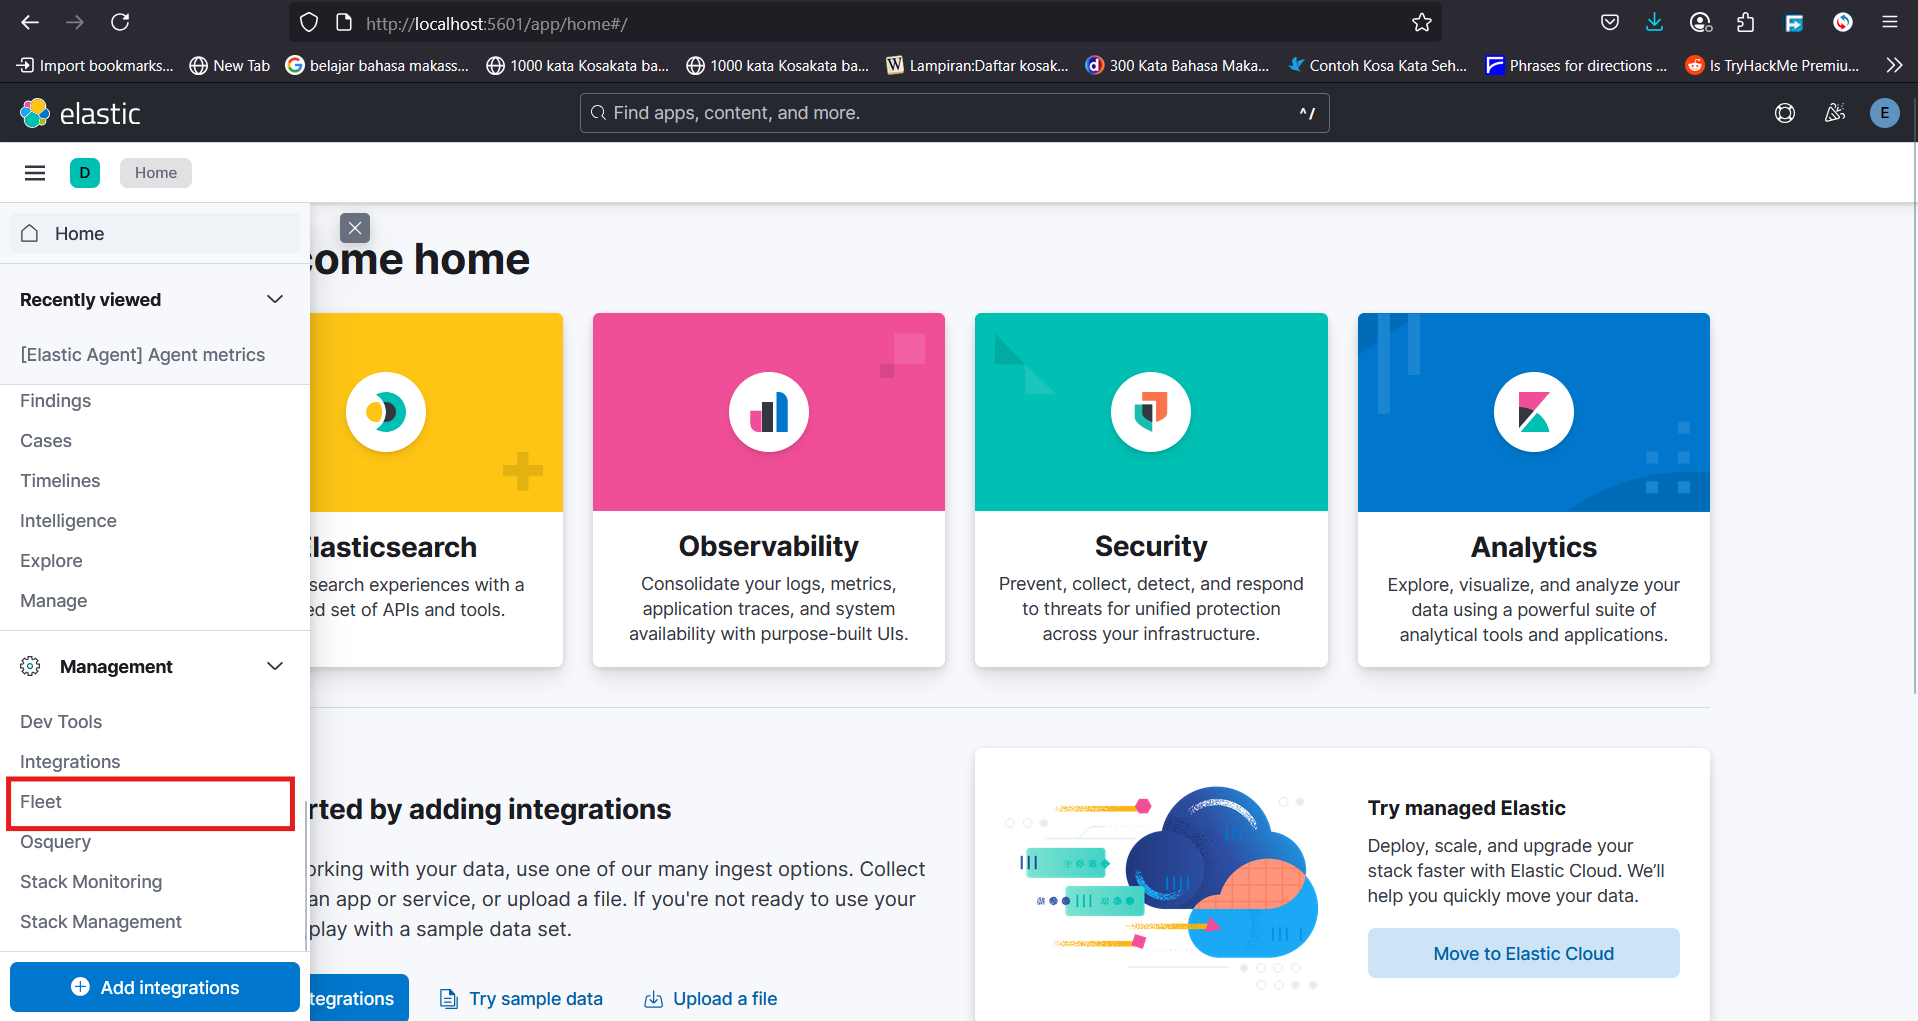 http://localhost:5601/app/home#/
Import bookmarks...
New Tab
belajar bahasa makass...
1000 kata Kosakata ba...
1000 kata Kosakata ba...
Lampiran:Daftar kosak...
300 Kata Bahasa Maka...
Contoh Kosa Kata Seh...
Phrases for directions ...
Is TryHackMe Premiu...
elastic
Find apps, content, and more.
^/
E
D
Home
Home
Recently viewed
[Elastic Agent] Agent metrics
Findings
Cases
Timelines
Intelligence
Explore
Manage
Management
Dev Tools
Integrations
Fleet
Osquery
Stack Monitoring
Stack Management
Add integrations
come home
Elasticsearch
search experiences with a
ed set of APIs and tools.
Observability
Consolidate your logs, metrics,
application traces, and system
availability with purpose-built UIs.
Security
Prevent, collect, detect, and respond
to threats for unified protection
across your infrastructure.
Analytics
Explore, visualize, and analyze your
data using a powerful suite of
analytical tools and applications.
rted by adding integrations
orking with your data, use one of our many ingest options. Collect
an app or service, or upload a file. If you're not ready to use your
play with a sample data set.
tegrations
Try sample data
Upload a file
Try managed Elastic
Deploy, scale, and upgrade your
stack faster with Elastic Cloud. We'll
help you quickly move your data.
Move to Elastic Cloud